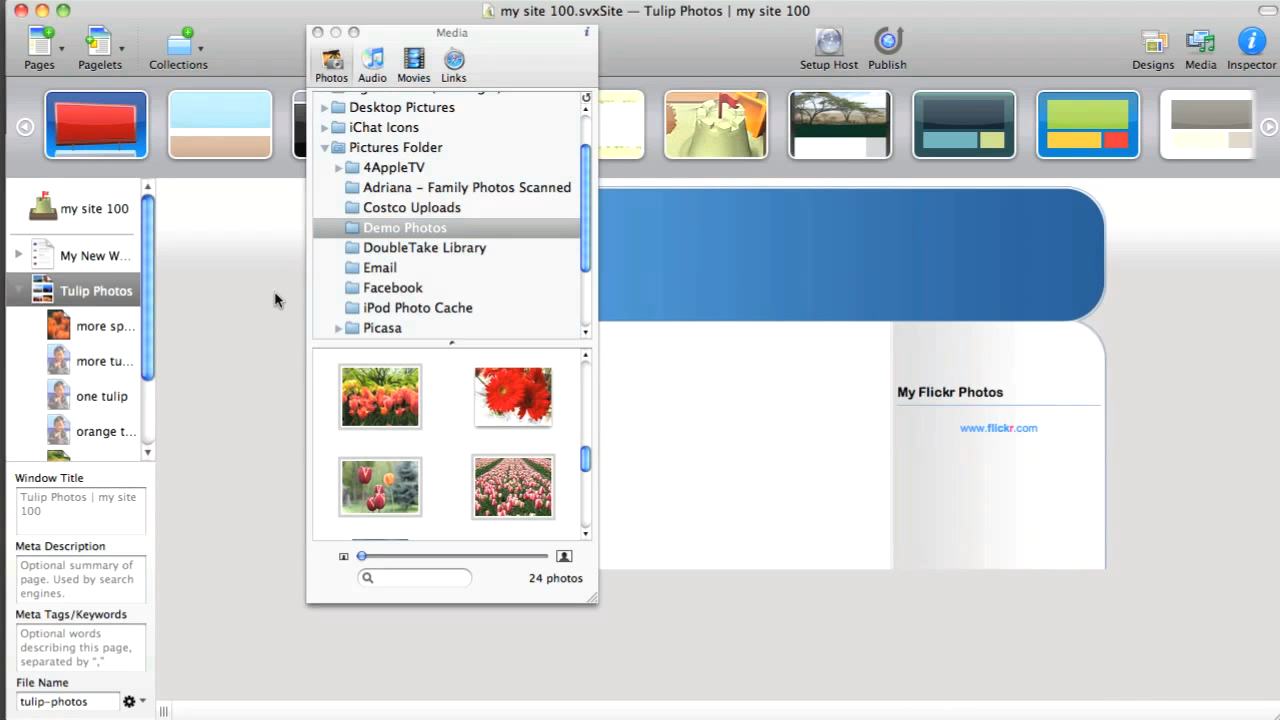 my site 100.svxSite — Tulip Photos | my site 100
Pages
Pagelets
Collections
Setup Host
Publish
Designs
Media
Inspector
Media
Photos
Audio
Movies
Links
Desktop Pictures
iChat Icons
Pictures Folder
4AppleTV
Adriana - Family Photos Scanned
Costco Uploads
Demo Photos
DoubleTake Library
Email
Facebook
iPod Photo Cache
Picasa
24 photos
my site 100
My New W...
Tulip Photos
more sp...
more tu...
one tulip
orange t...
Window Title
Tulip Photos | my site
100
Meta Description
Optional summary of
page. Used by search
engines.
Meta Tags/Keywords
Optional words
describing this page,
separated by ","
File Name
tulip-photos
My Flickr Photos
www.flickr.com